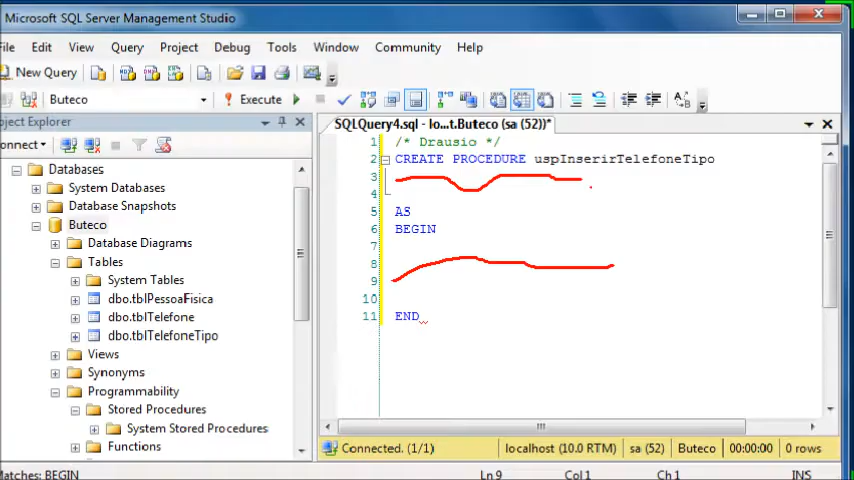 Microsoft SQL Server Management Studio
File Edit View Query Project Debug Tools Window Community Help
New Query
Buteco Execute
Object Explorer
SQLQuery4.sql - lo...t.Buteco (sa (52))*
Connect
Databases
System Databases
Database Snapshots
Buteco
Database Diagrams
Tables
System Tables
dbo.tblPessoaFisica
dbo.tblTelefone
dbo.tblTelefoneTipo
Views
Synonyms
Programmability
Stored Procedures
System Stored Procedures
Functions
1 /* Drausio */
2 CREATE PROCEDURE uspInserirTelefoneTipo
3
4
5 AS
6 BEGIN
7
8
9
10
11 END
Connected. (1/1) localhost (10.0 RTM) sa (52) Buteco 00:00:00 0 rows
Matches: BEGIN Ln 9 Col 1 Ch 1 INS